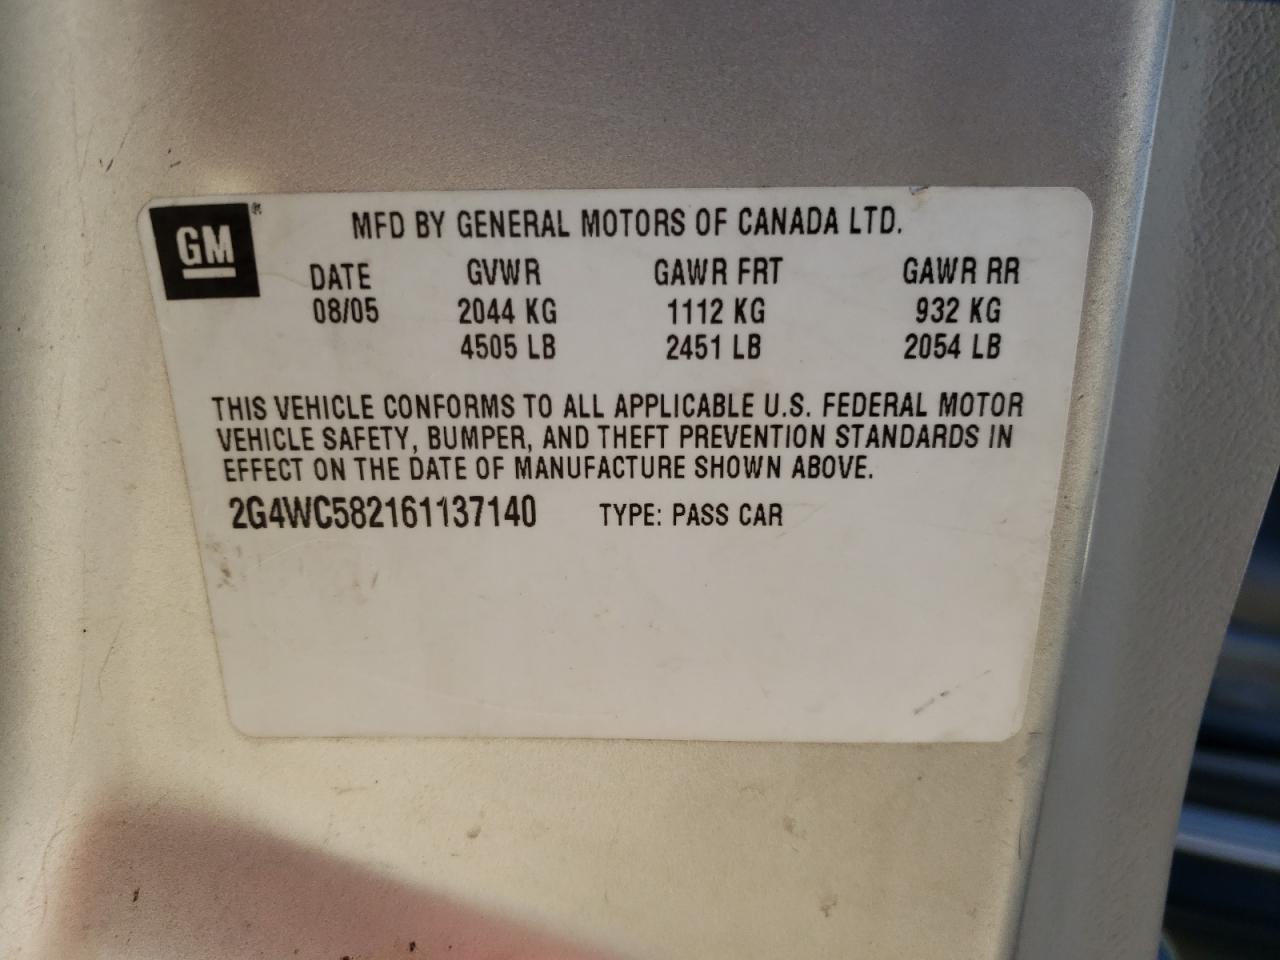 GM®
MFD BY GENERAL MOTORS OF CANADA LTD.
DATE GVWR GAWR FRT GAWR RR
08/05 2044 KG 1112 KG 932 KG
4505 LB 2451 LB 2054 LB
THIS VEHICLE CONFORMS TO ALL APPLICABLE U.S. FEDERAL MOTOR
VEHICLE SAFETY, BUMPER, AND THEFT PREVENTION STANDARDS IN
EFFECT ON THE DATE OF MANUFACTURE SHOWN ABOVE.
2G4WC582161137140 TYPE: PASS CAR